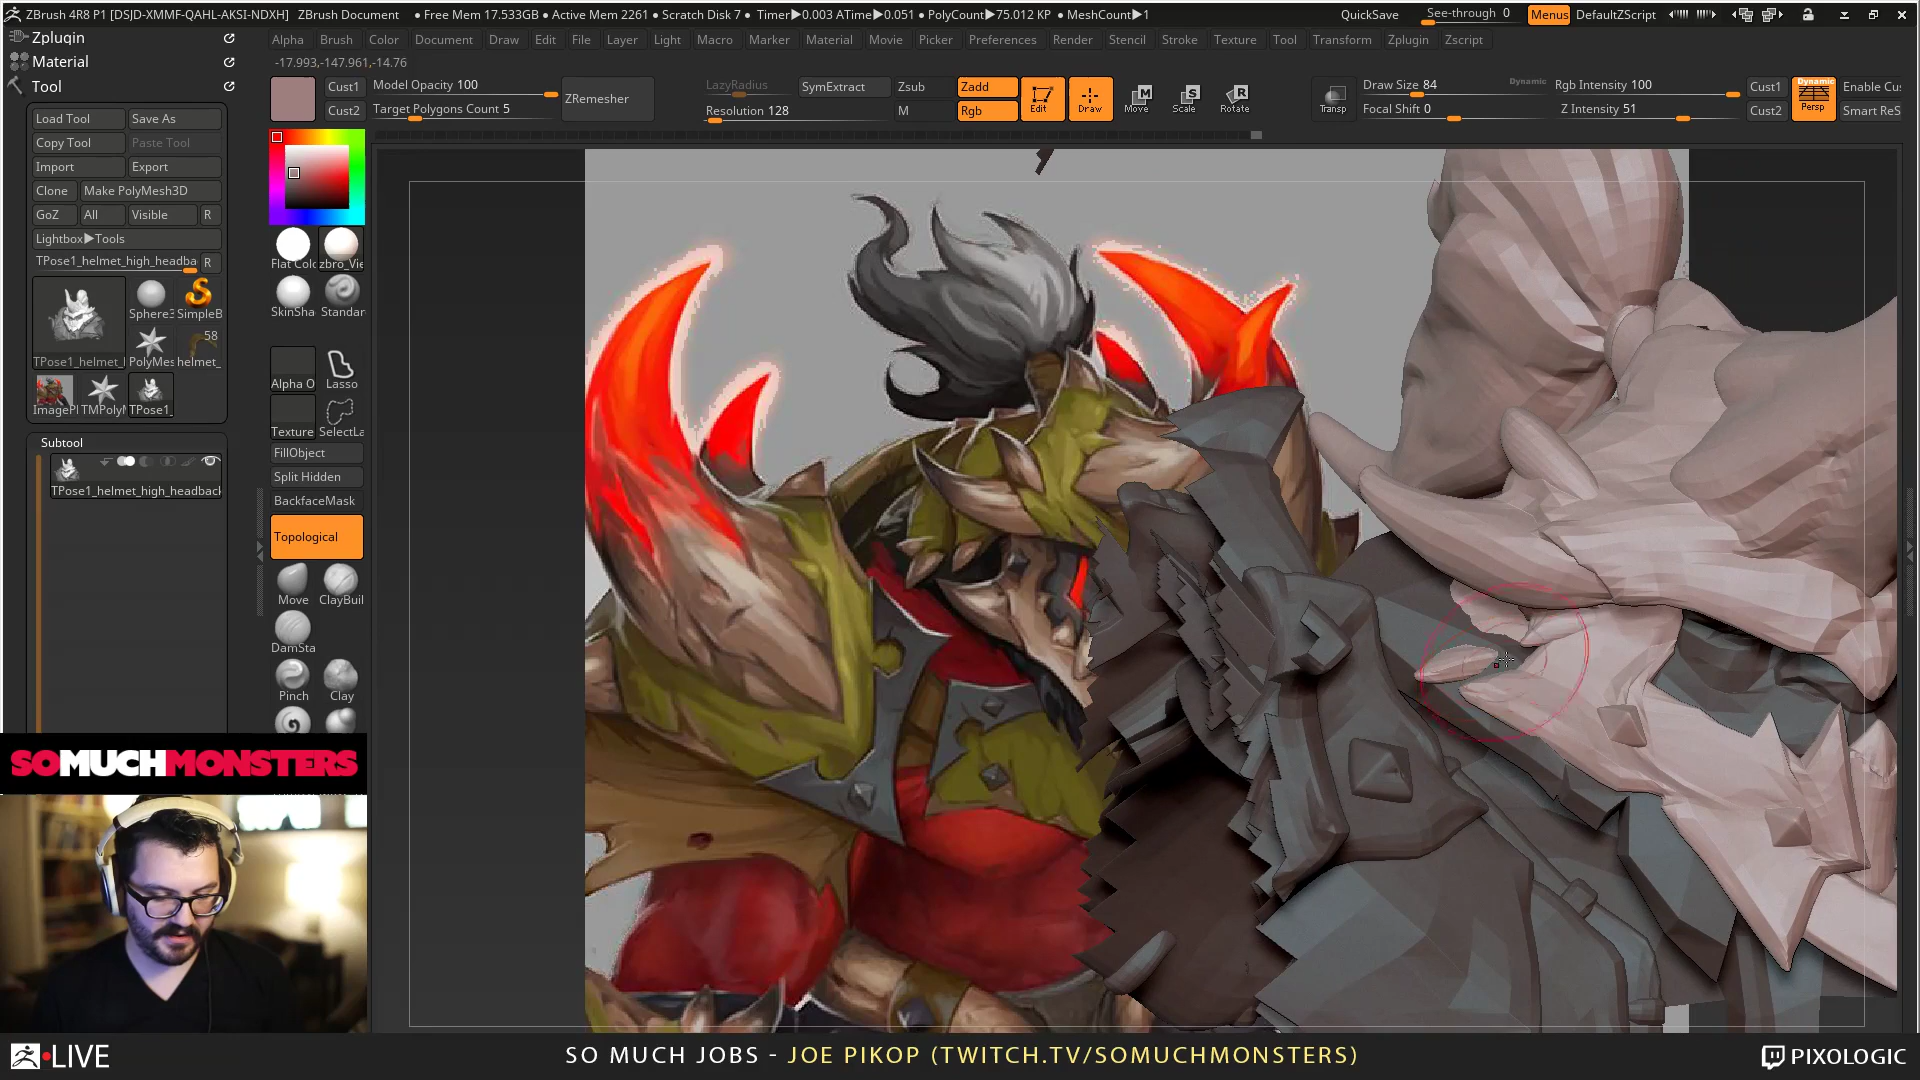 ZBrush 4R8 P1 [DSJD-XMMF-QAHL-AKSI-NDXH] ZBrush Document • Free Mem 17.533GB • Active Mem 2261 • Scratch Disk 7 • Timer▶0.003 ATime▶0.051 • PolyCount▶75.012 KP • MeshCount▶1 QuickSave See-through 0 Menus DefaultZScript
Zplugin
Alpha Brush Color Document Draw Edit File Layer Light Macro Marker Material Movie Picker Preferences Render Stencil Stroke Texture Tool Transform Zplugin Zscript
Material
-17.993,-147.961,-14.76
Tool
Cust1 Model Opacity 100 ZRemesher LazyRadius SymExtract Zsub Zadd Edit Draw Move Scale Rotate Transp Draw Size 84 Dynamic Rgb Intensity 100 Cust1 Dynamic Persp Enable Cus
Cust2 Target Polygons Count 5 Resolution 128 M Rgb Focal Shift 0 Z Intensity 51 Cust2 Smart ReS
Load Tool Save As
Copy Tool Paste Tool
Import Export
Clone Make PolyMesh3D
GoZ All Visible R
Lightbox▶Tools
TPose1_helmet_high_headba R
Sphere3 SimpleB
58
TPose1_helmet_l PolyMes helmet_
ImagePl TMPolyM TPose1_
Subtool
TPose1_helmet_high_headback
Flat Colo zbro_Vie
SkinSha Standar
Alpha O Lasso
Texture SelectLa
FillObject
Split Hidden
BackfaceMask
Topological
Move ClayBuil
DamSta
Pinch Clay
SOMUCHMONSTERS
LIVE
SO MUCH JOBS - JOE PIKOP (TWITCH.TV/SOMUCHMONSTERS)
PIXOLOGIC